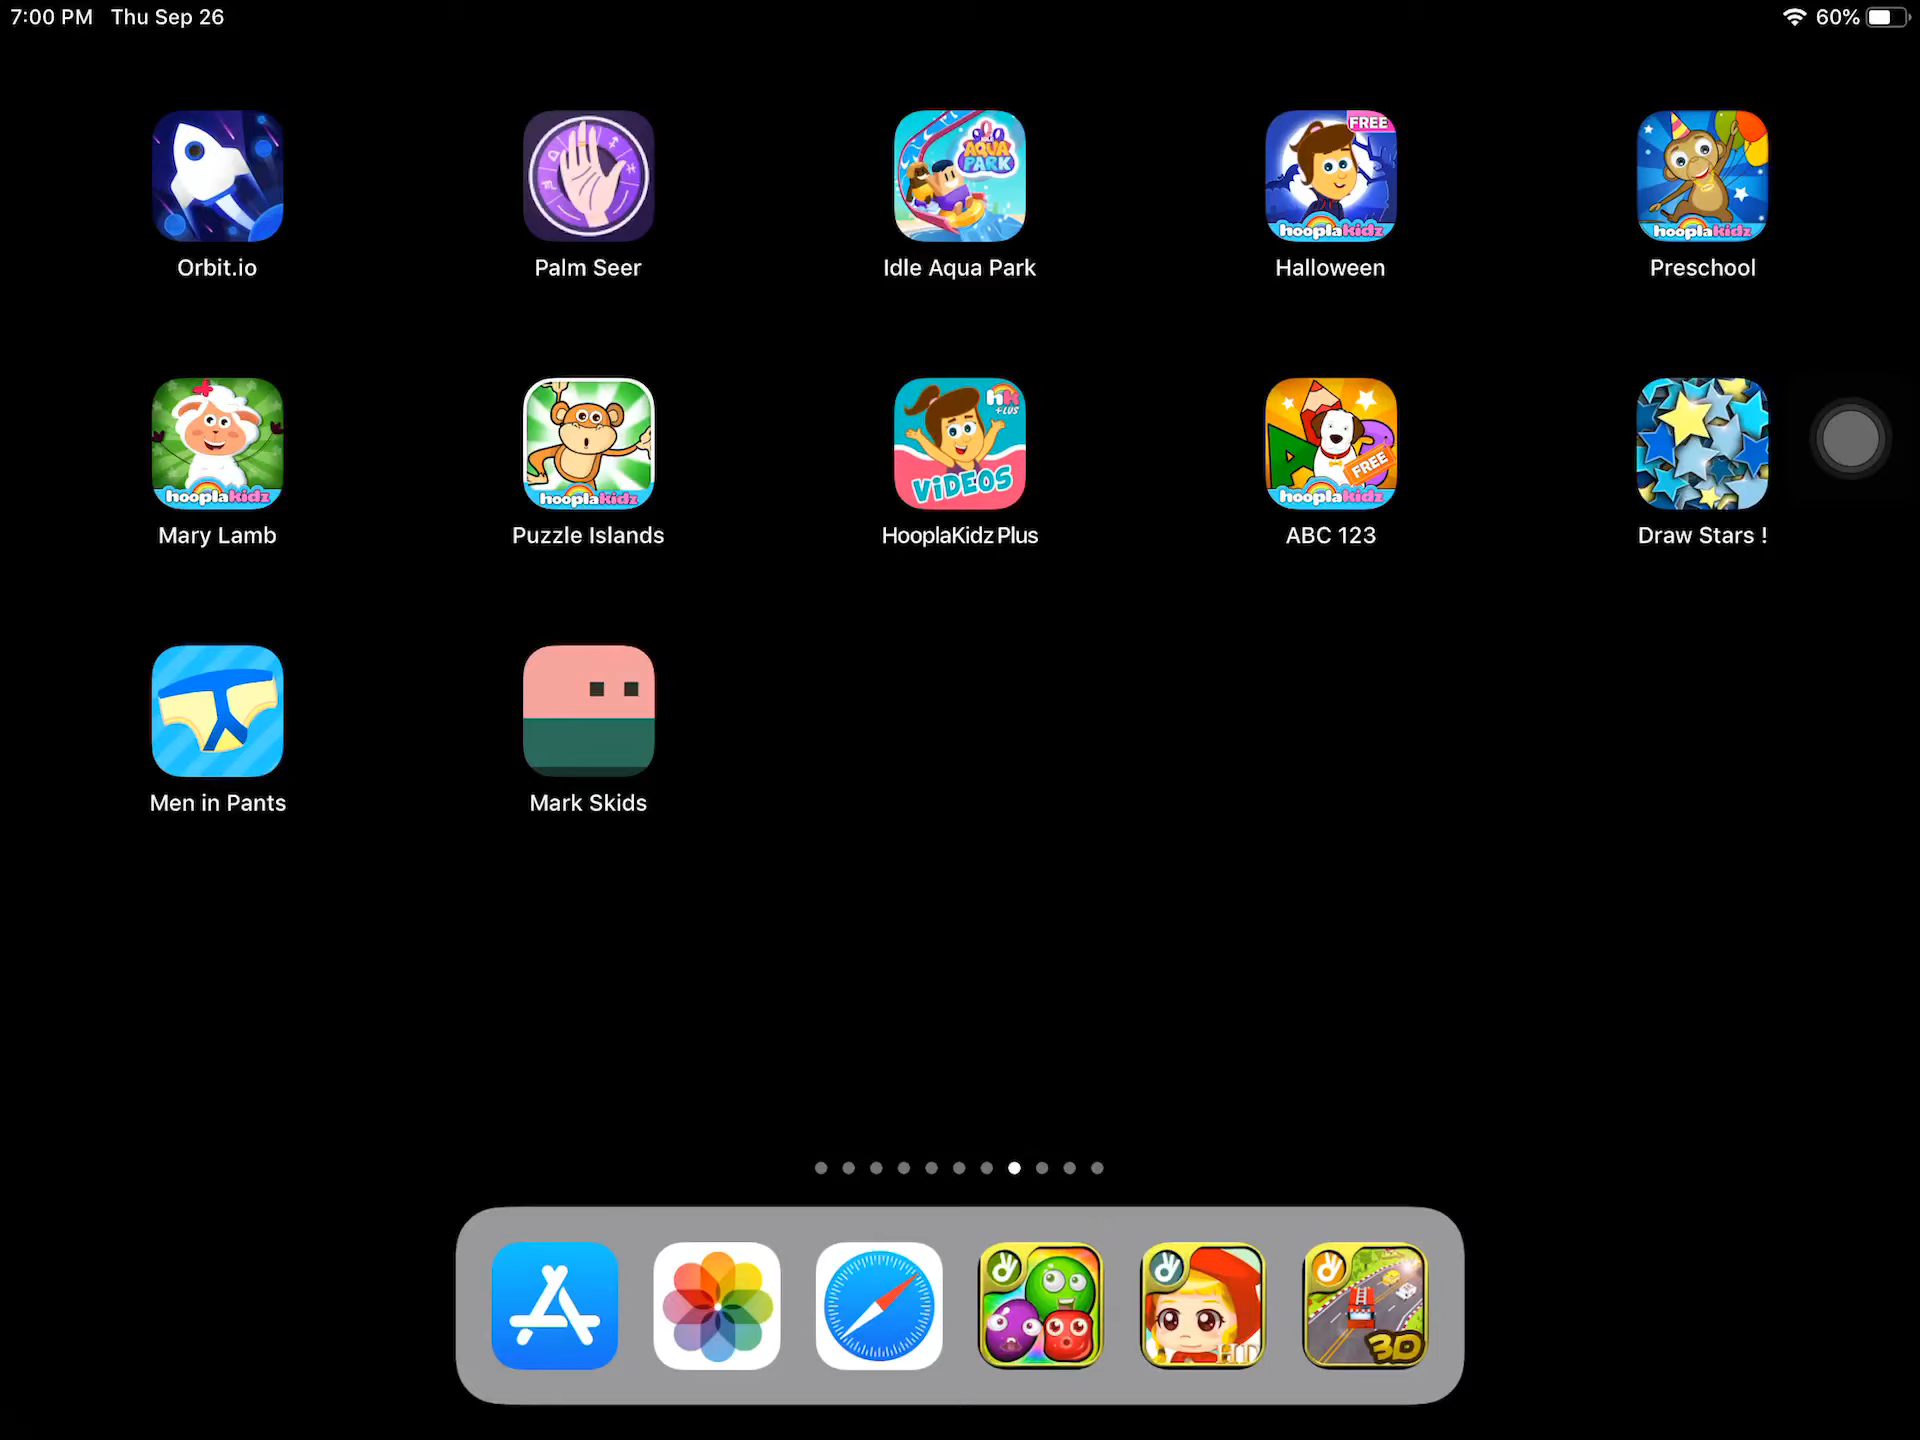 7:00 PM Thu Sep 26 60%
AQUA
PARK
FREE
hooplakidz
hooplakidz
Orbit.io Palm Seer Idle Aqua Park Halloween Preschool
hk
PLUS
A
FREE
hooplakidz
hooplakidz
ViDEOS
hooplakidz
Mary Lamb Puzzle Islands HooplaKidz Plus ABC 123 Draw Stars !
Men in Pants Mark Skids
HD
3D